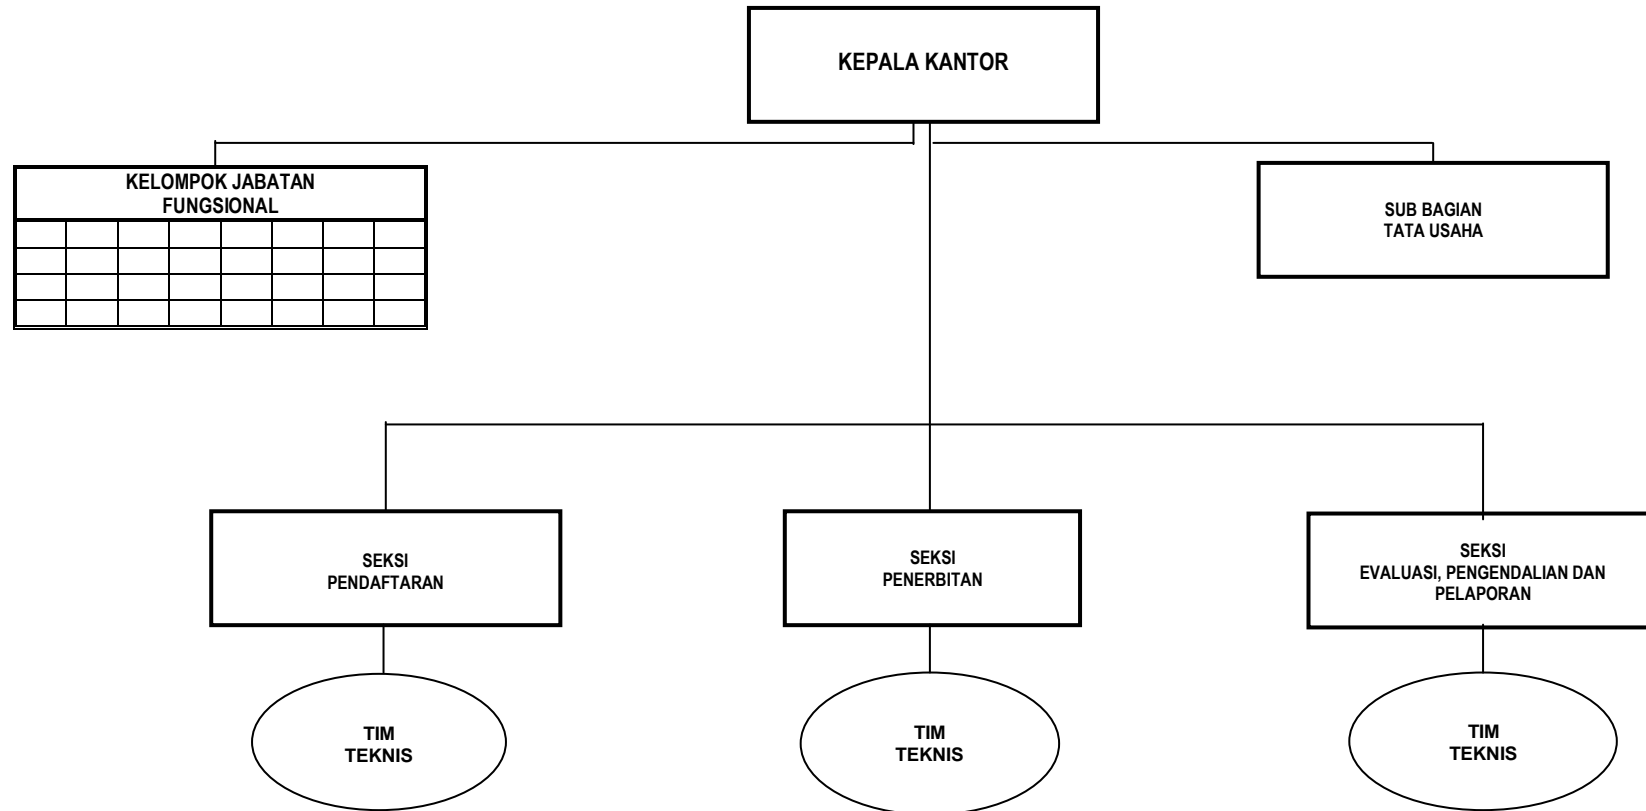 KEPALA KANTOR
KELOMPOK JABATAN
FUNGSIONAL
SUB BAGIAN
TATA USAHA
SEKSI
PENDAFTARAN
SEKSI
PENERBITAN
SEKSI
EVALUASI, PENGENDALIAN DAN
PELAPORAN
TIM
TEKNIS
TIM
TEKNIS
TIM
TEKNIS